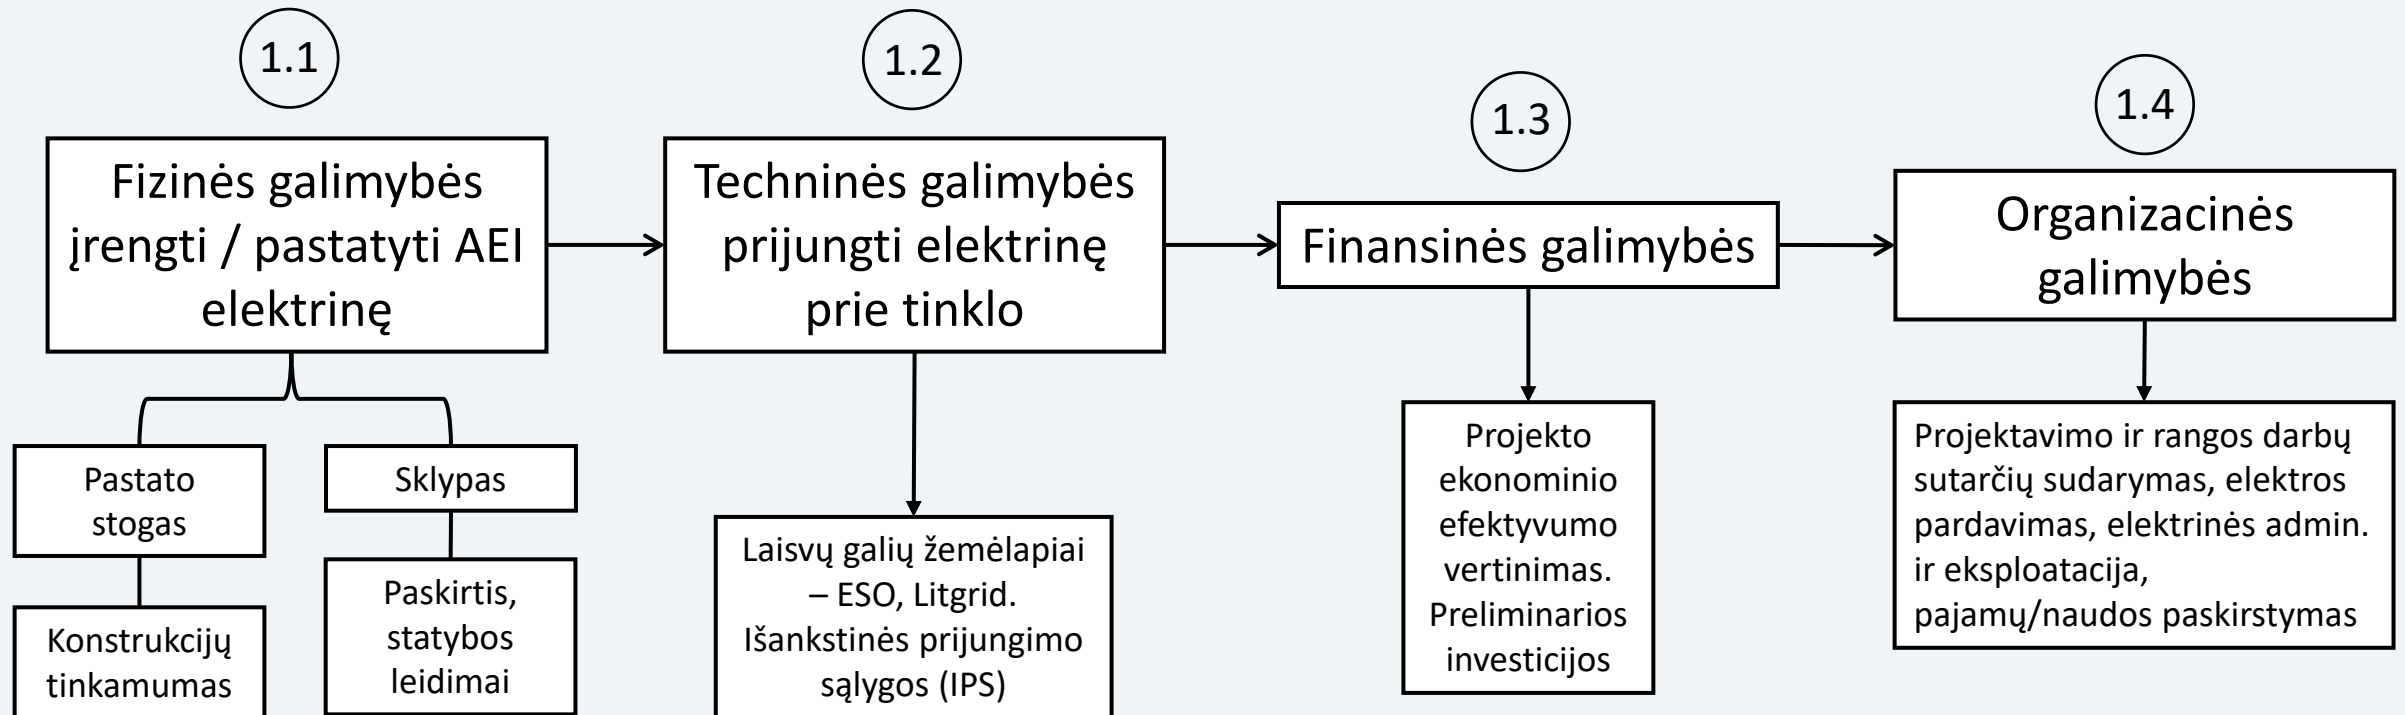 1.1
Fizinės galimybės
įrengti / pastatyti AEI
elektrinę
Pastato
stogas
Konstrukcijų
tinkamumas
Sklypas
Paskirtis,
statybos
leidimai
1.2
Techninės galimybės
prijungti elektrinę
prie tinklo
Laisvų galių žemėlapiai
– ESO, Litgrid.
Išankstinės prijungimo
sąlygos (IPS)
1.3
Finansinės galimybės
Projekto
ekonominio
efektyvumo
vertinimas.
Preliminarios
investicijos
1.4
Organizacinės
galimybės
Projektavimo ir rangos darbų
sutarčių sudarymas, elektros
pardavimas, elektrinės admin.
ir eksploatacija,
pajamų/naudos paskirstymas